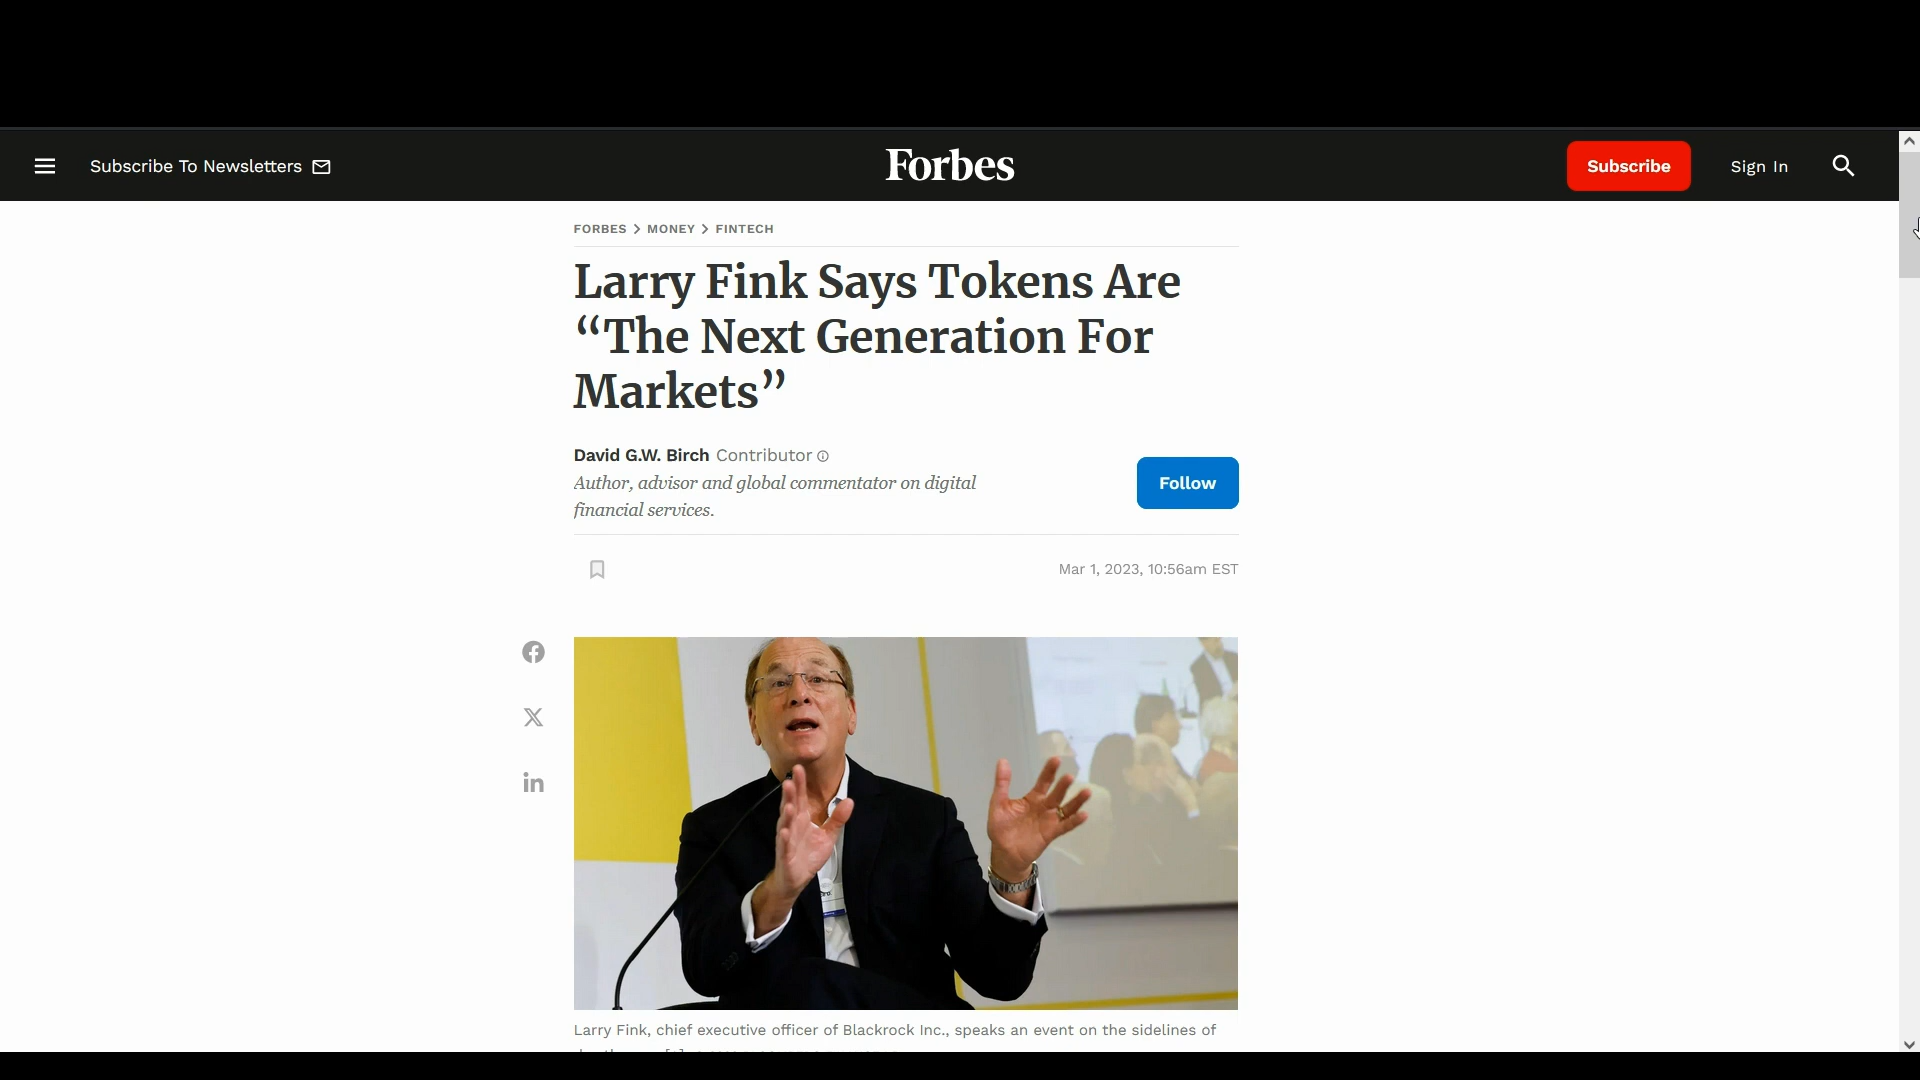 Subscribe To Newsletters
Forbes
Subscribe
Sign In
FORBES > MONEY > FINTECH
Larry Fink Says Tokens Are
“The Next Generation For
Markets”
David G.W. Birch Contributor
Author, advisor and global commentator on digital
financial services.
Follow
Mar 1, 2023, 10:56am EST
Larry Fink, chief executive officer of Blackrock Inc., speaks an event on the sidelines of